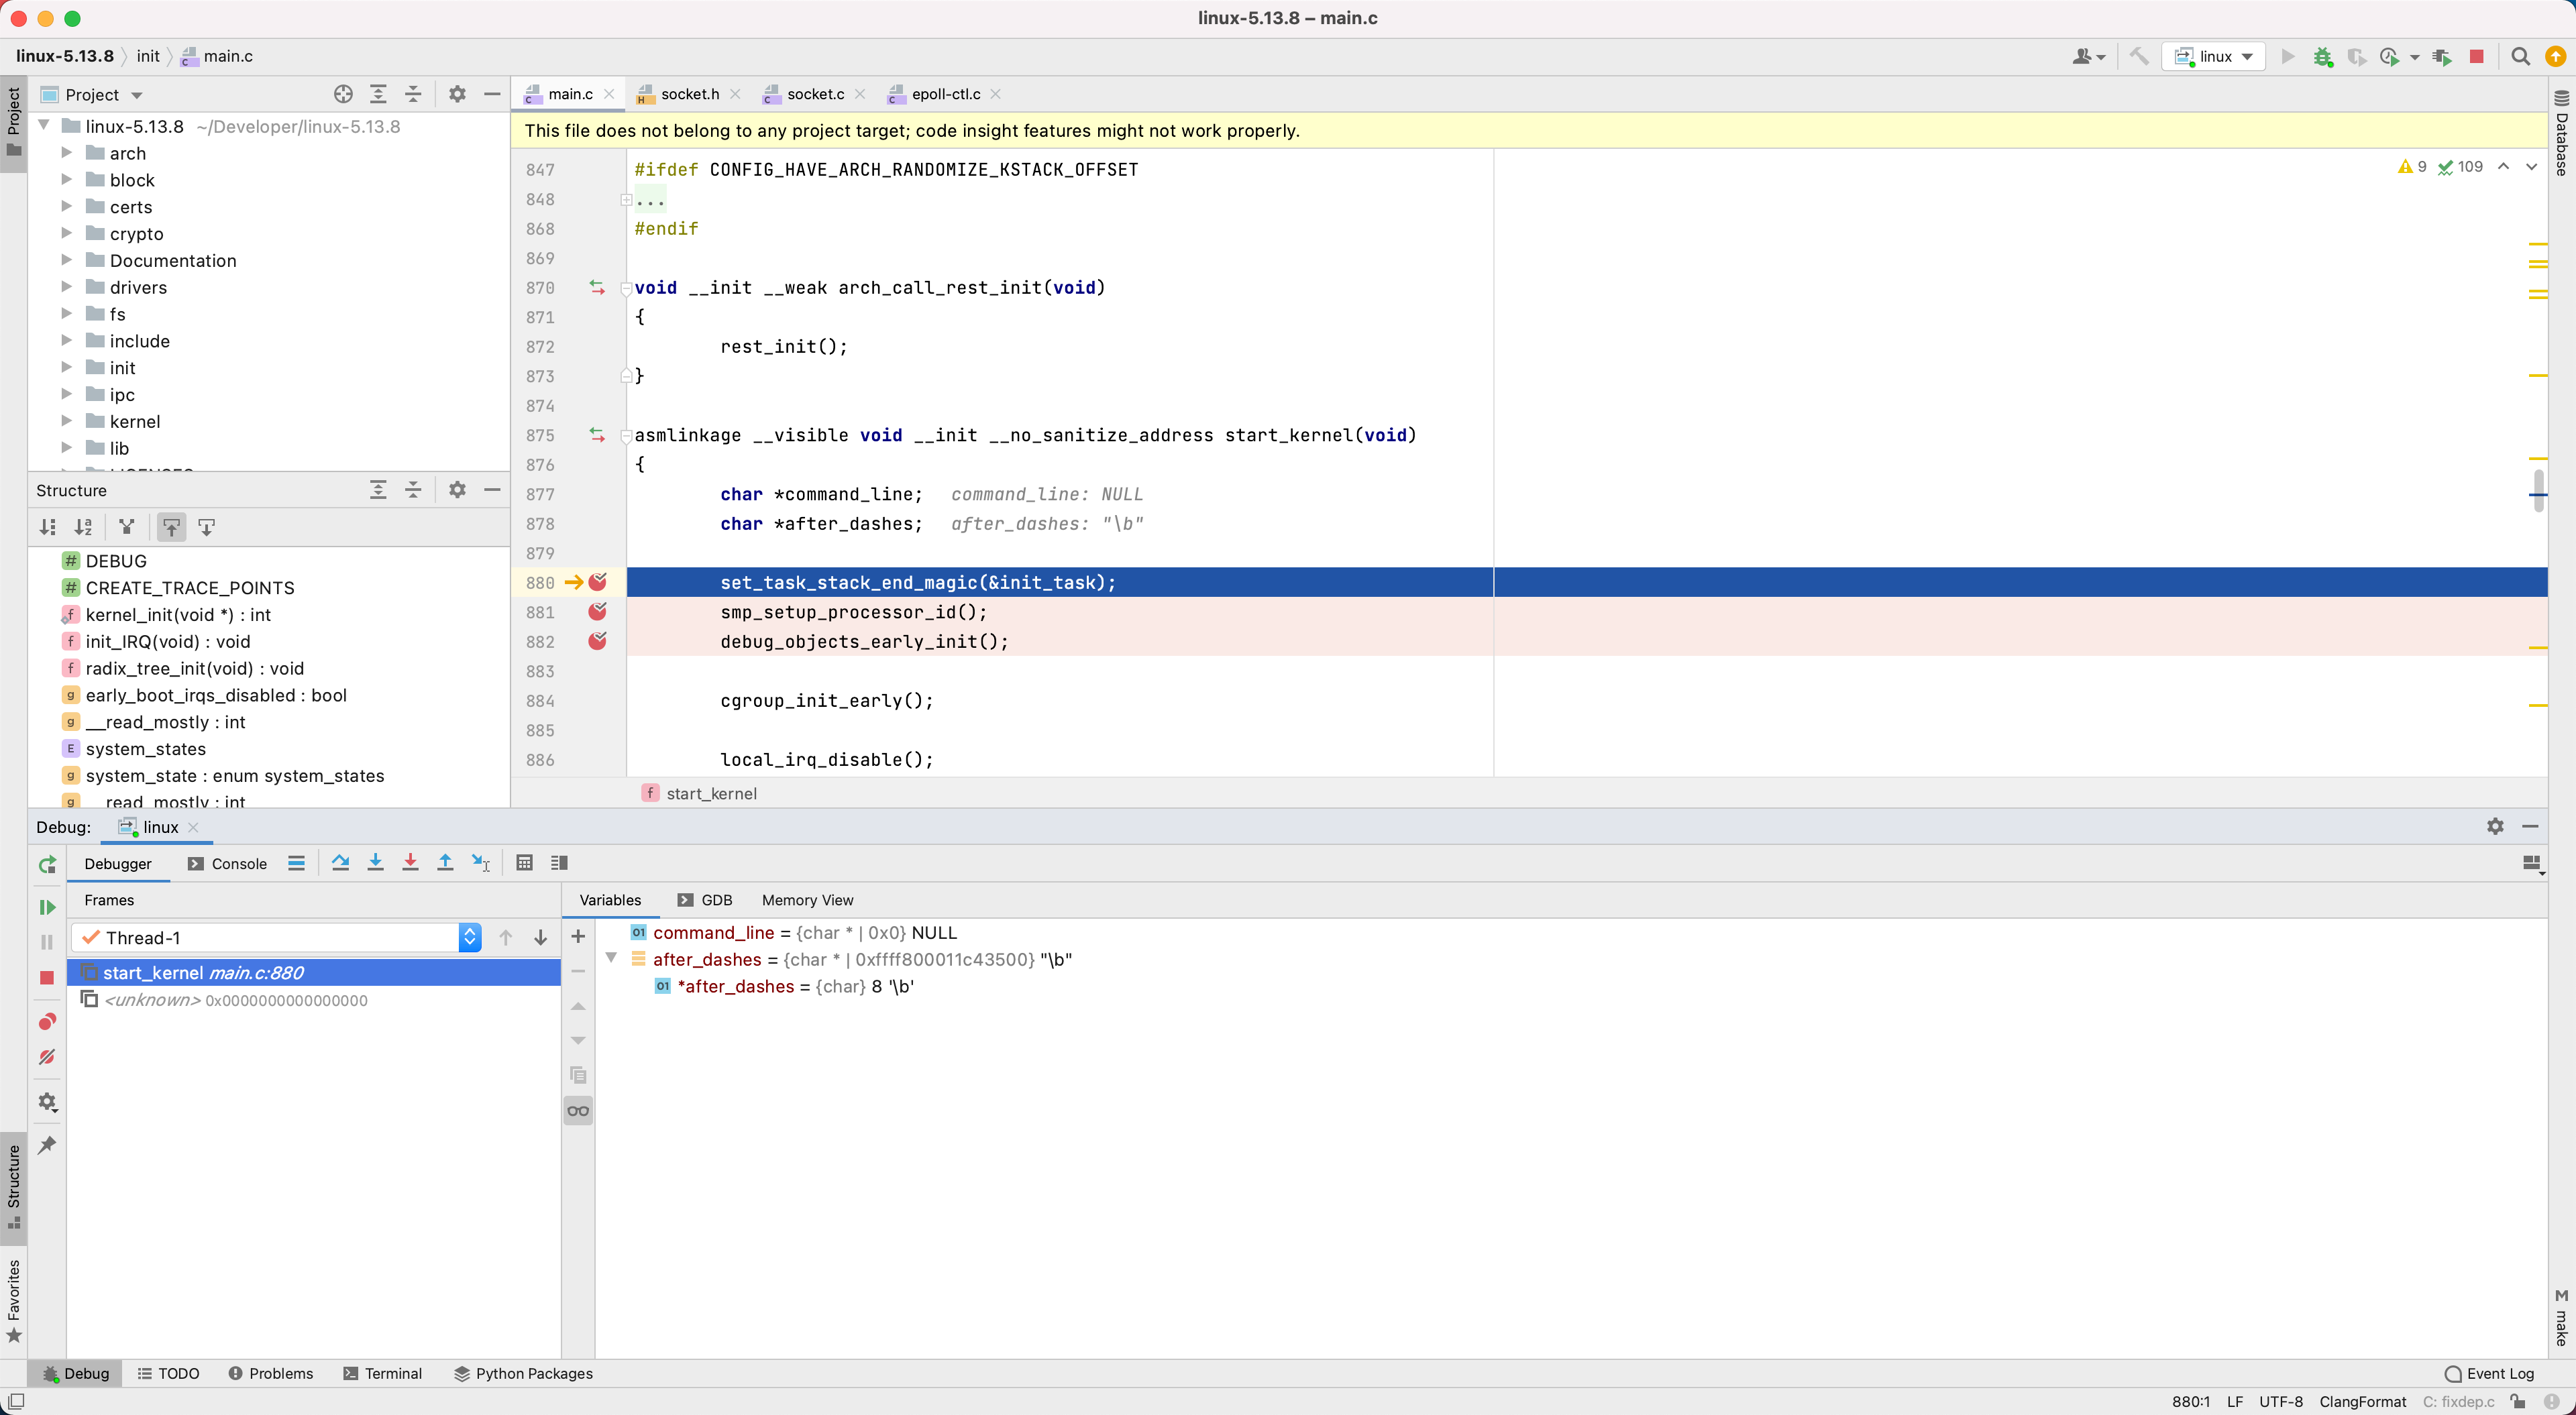 linux-5.13.8 – main.c
linux-5.13.8 init main.c
linux
Project
main.c
socket.h
socket.c
epoll-ctl.c
Project
Database
linux-5.13.8 ~/Developer/linux-5.13.8
arch
block
certs
crypto
Documentation
drivers
fs
include
init
ipc
kernel
lib
This file does not belong to any project target; code insight features might not work properly.
9 109
847 #ifdef CONFIG_HAVE_ARCH_RANDOMIZE_KSTACK_OFFSET
848 ...
868 #endif
869
870 void __init __weak arch_call_rest_init(void)
871 {
872 rest_init();
873 }
874
875 asmlinkage __visible void __init __no_sanitize_address start_kernel(void)
876 {
877 char *command_line; command_line: NULL
878 char *after_dashes; after_dashes: "\b"
879
880 set_task_stack_end_magic(&init_task);
881 smp_setup_processor_id();
882 debug_objects_early_init();
883
884 cgroup_init_early();
885
886 local_irq_disable();
f start_kernel
Structure
# DEBUG
# CREATE_TRACE_POINTS
f kernel_init(void *) : int
f init_IRQ(void) : void
f radix_tree_init(void) : void
g early_boot_irqs_disabled : bool
g __read_mostly : int
E system_states
g system_state : enum system_states
g __read_mostly : int
Debug: linux
Debugger Console
Frames
Thread-1
start_kernel main.c:880
<unknown> 0x0000000000000000
Variables GDB Memory View
01 command_line = {char * | 0x0} NULL
after_dashes = {char * | 0xffff800011c43500} "\b"
01 *after_dashes = {char} 8 '\b'
Structure
Favorites
M make
Debug TODO Problems Terminal Python Packages Event Log
880:1 LF UTF-8 ClangFormat C: fixdep.c